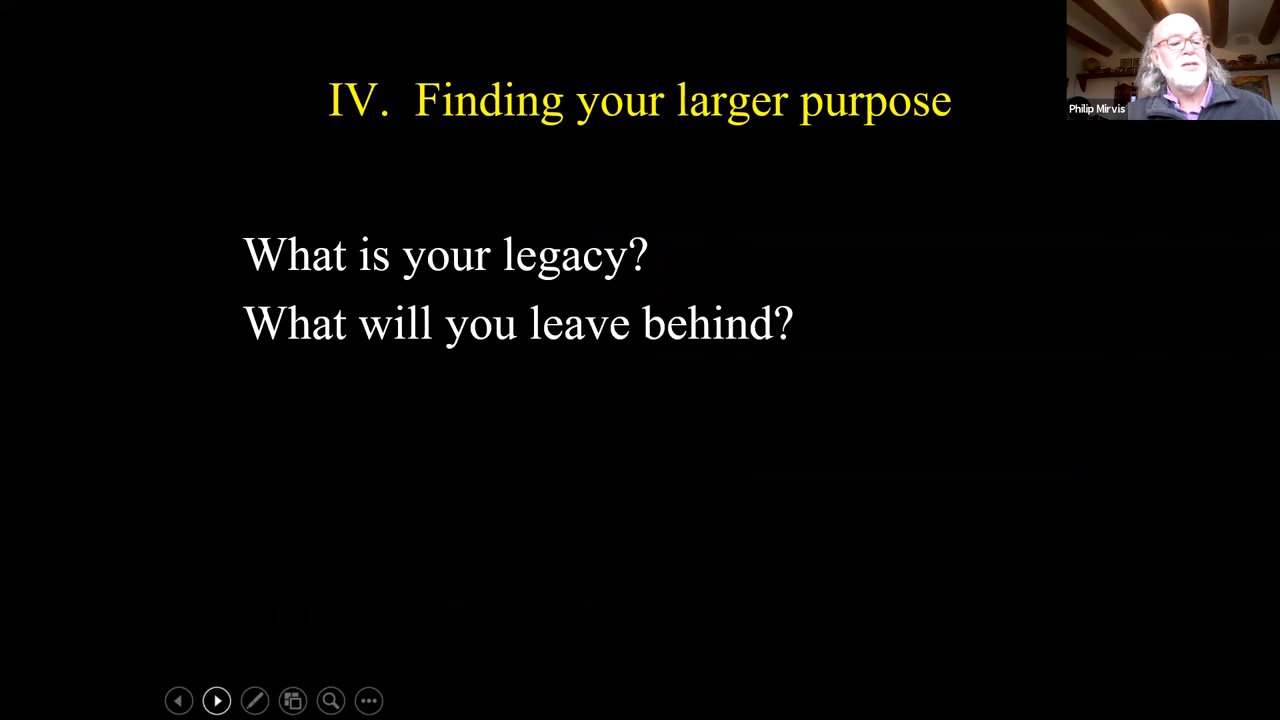 IV. Finding your larger purpose
Philip Mirvis
What is your legacy?
What will you leave behind?